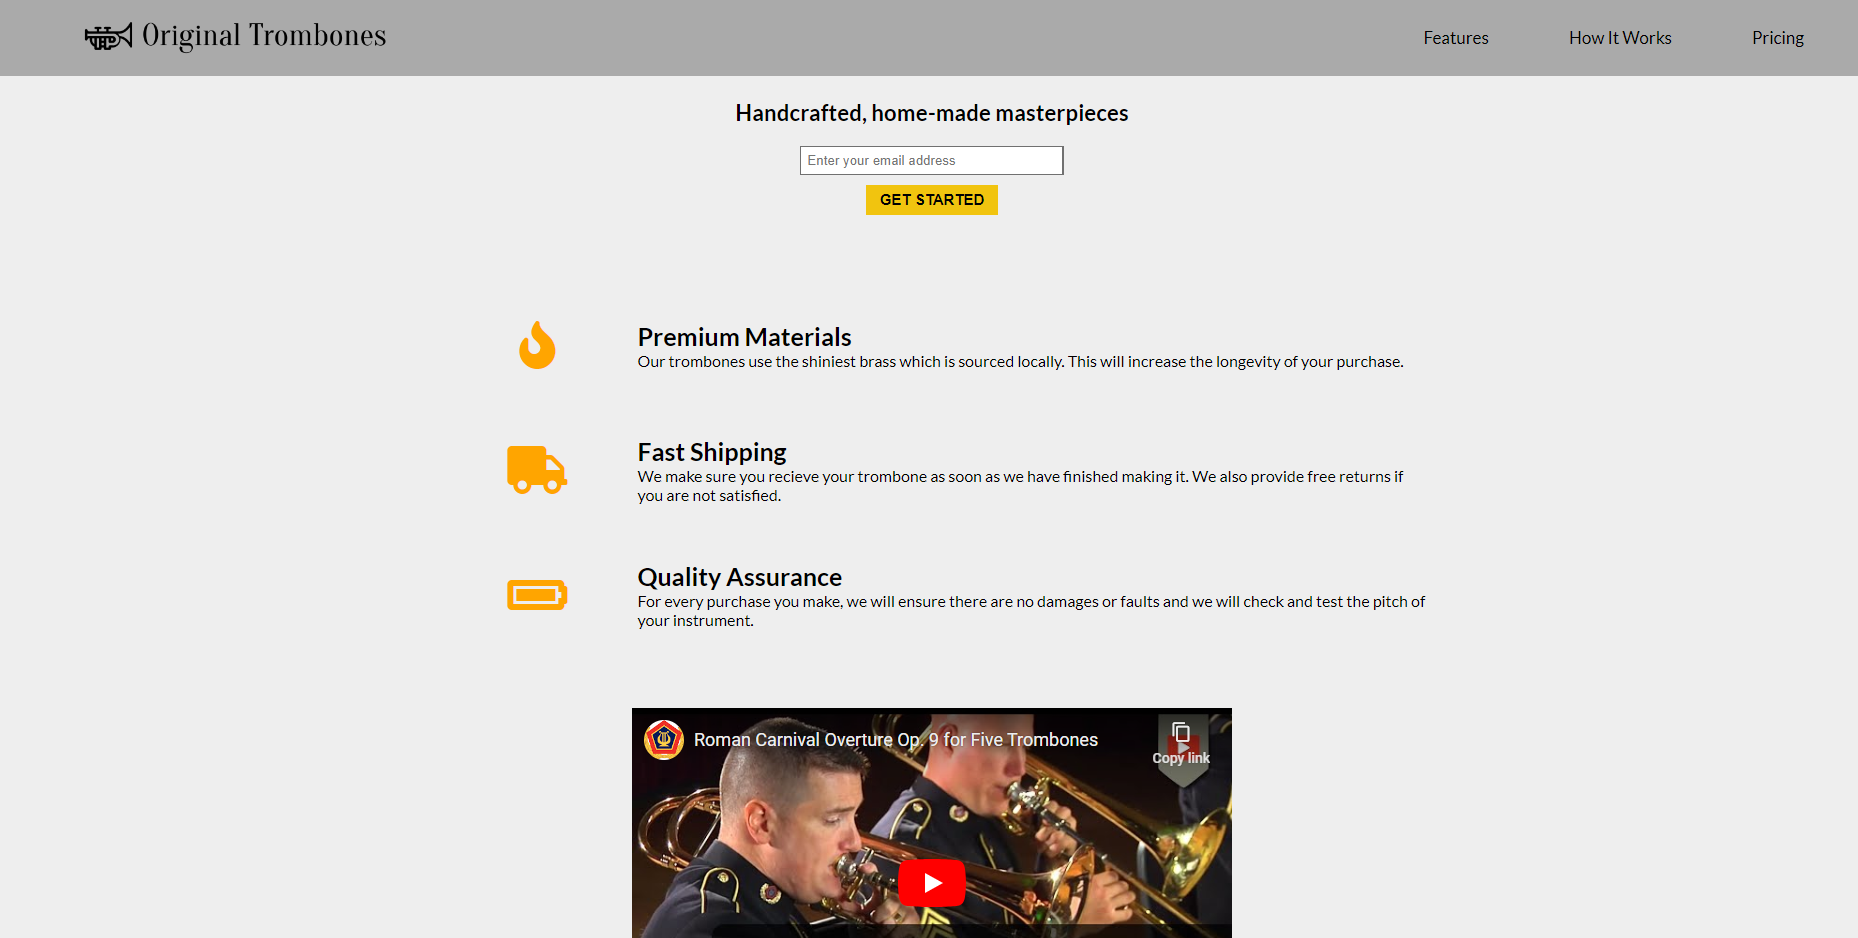 Original Trombones
Features
How It Works
Pricing
Handcrafted, home-made masterpieces
Enter your email address
GET STARTED
Premium Materials
Our trombones use the shiniest brass which is sourced locally. This will increase the longevity of your purchase.
Fast Shipping
We make sure you recieve your trombone as soon as we have finished making it. We also provide free returns if
you are not satisfied.
Quality Assurance
For every purchase you make, we will ensure there are no damages or faults and we will check and test the pitch of
your instrument.
Roman Carnival Overture Op. 9 for Five Trombones
Copy link